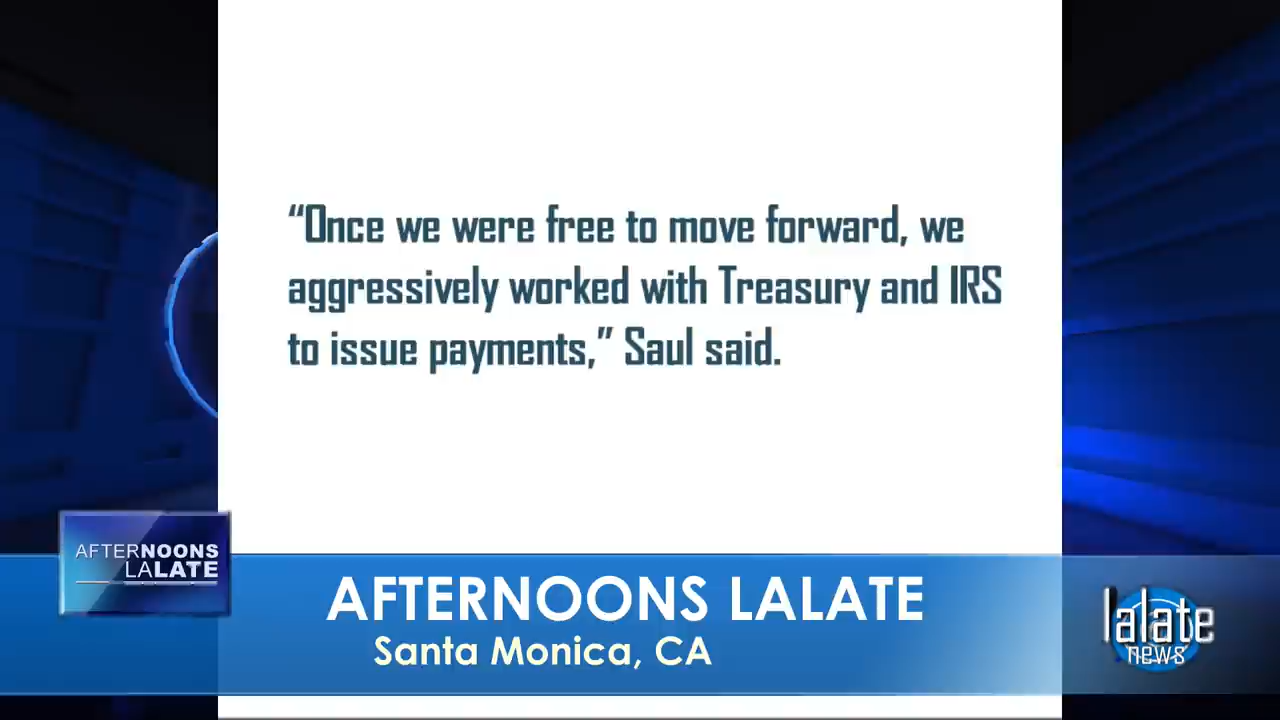 “Once we were free to move forward, we
aggressively worked with Treasury and IRS
to issue payments,” Saul said.
AFTERNOONS
LALATE
AFTERNOONS LALATE
Santa Monica, CA
lalate
news